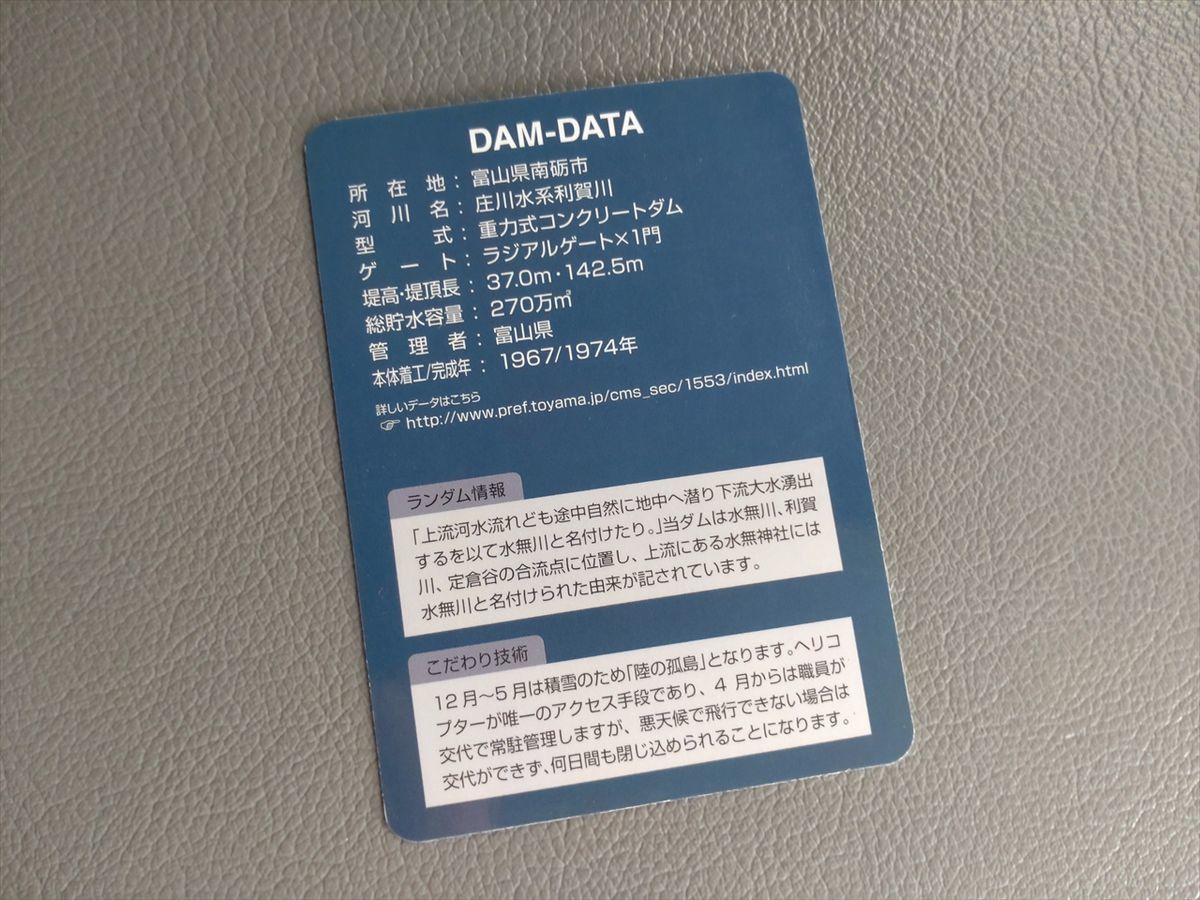 DAM-DATA
所在地：富山県南砺市
河川名：庄川水系利賀川
型式：重力式コンクリートダム
ゲート：ラジアルゲート×1門
堤高・堤頂長：37.0m・142.5m
総貯水容量：270万㎥
管理者：富山県
本体着工/完成年：1967/1974年
詳しいデータはこちら
☞ http://www.pref.toyama.jp/cms_sec/1553/index.html
ランダム情報
「上流河水流れども途中自然に地中へ潜り下流大水湧出
するを以て水無川と名付けたり。」当ダムは水無川、利賀
川、定倉谷の合流点に位置し、上流にある水無神社には
水無川と名付けられた由来が記されています。
こだわり技術
12月～5月は積雪のため「陸の孤島」となります。ヘリコ
プターが唯一のアクセス手段であり、4月からは職員が
交代で常駐管理しますが、悪天候で飛行できない場合は
交代ができず、何日間も閉じ込められることになります。